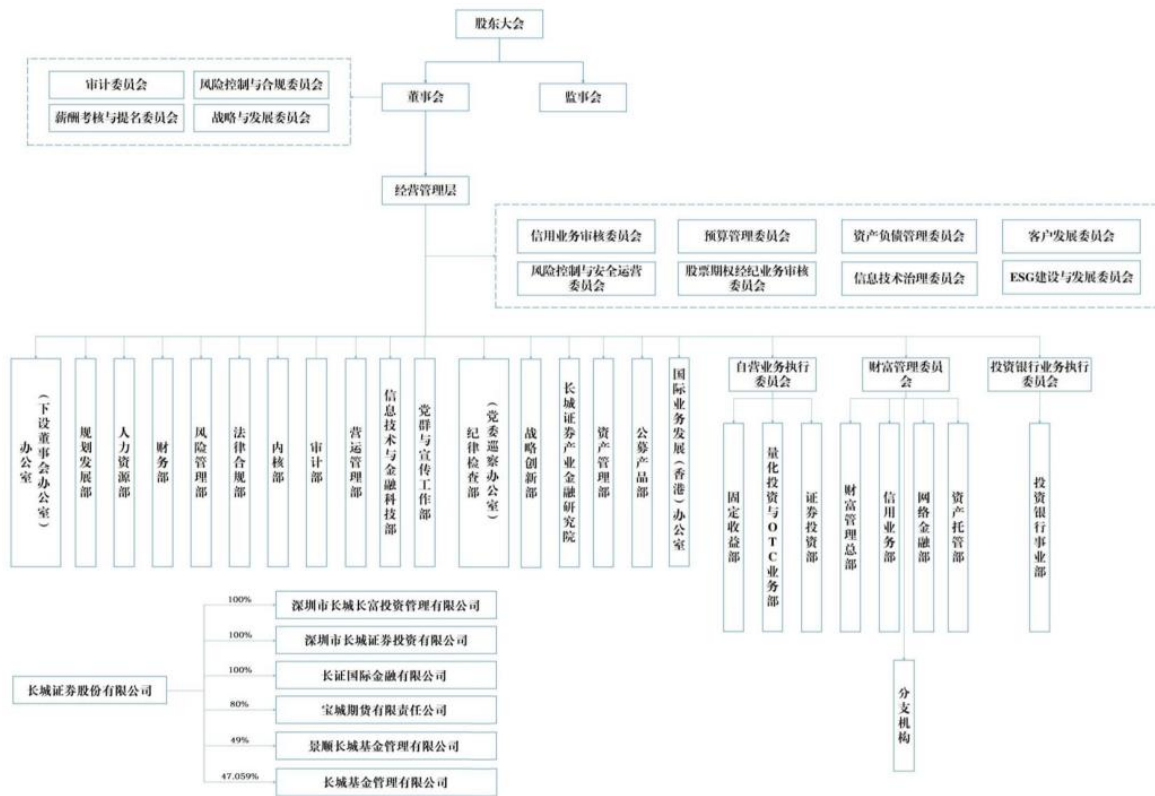 股东大会
审计委员会
风险控制与合规委员会
薪酬考核与提名委员会
战略与发展委员会
董事会
监事会
经营管理层
信用业务审核委员会
预算管理委员会
资产负债管理委员会
客户发展委员会
风险控制与安全运营
委员会
股票期权经纪业务审核
委员会
信息技术治理委员会
ESG建设与发展委员会
办公室
（下设董事会办公室）
规划发展部
人力资源部
财务部
风险管理部
法律合规部
内核部
审计部
营运管理部
信息技术与金融科技部
党群与宣传工作部
纪律检查部
（党委巡察办公室）
战略创新部
长城证券产业金融研究院
资产管理部
公募产品部
国际业务发展（香港）办公室
自营业务执行
委员会
财富管理委员
会
投资银行业务执行
委员会
固定收益部
量化投资与OTC业务部
证券投资部
财富管理总部
信用业务部
网络金融部
资产托管部
投资银行事业部
分支机构
长城证券股份有限公司
100%
深圳市长城长富投资管理有限公司
100%
深圳市长城证券投资有限公司
100%
长证国际金融有限公司
80%
宝城期货有限责任公司
49%
景顺长城基金管理有限公司
47.059%
长城基金管理有限公司